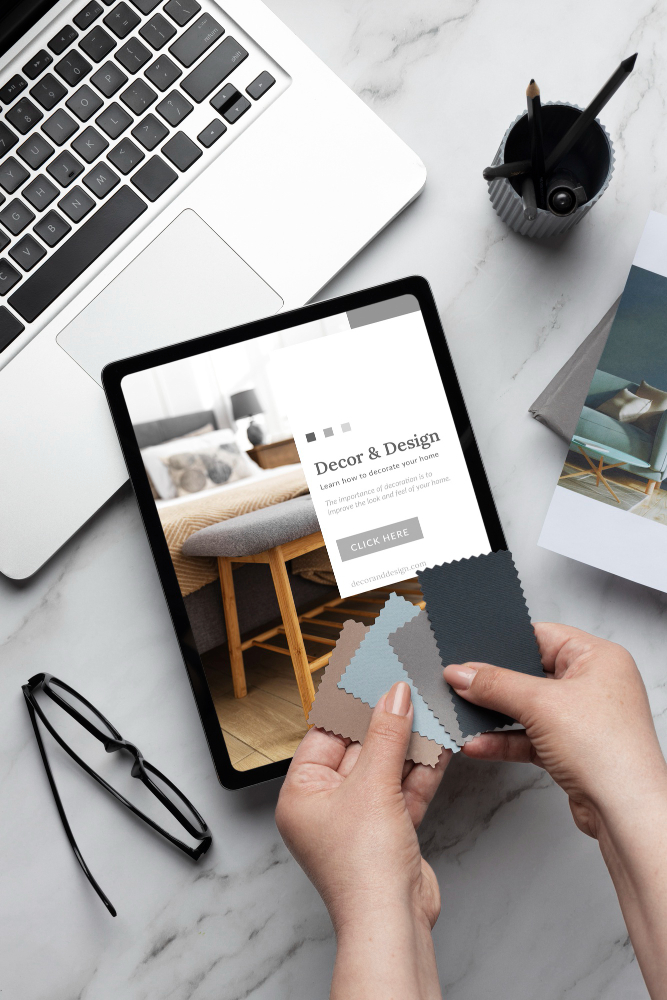 Decor & Design
Learn how to decorate your home
The importance of decoration is to
improve the look and feel of your home.
CLICK HERE
decoranddesign.com